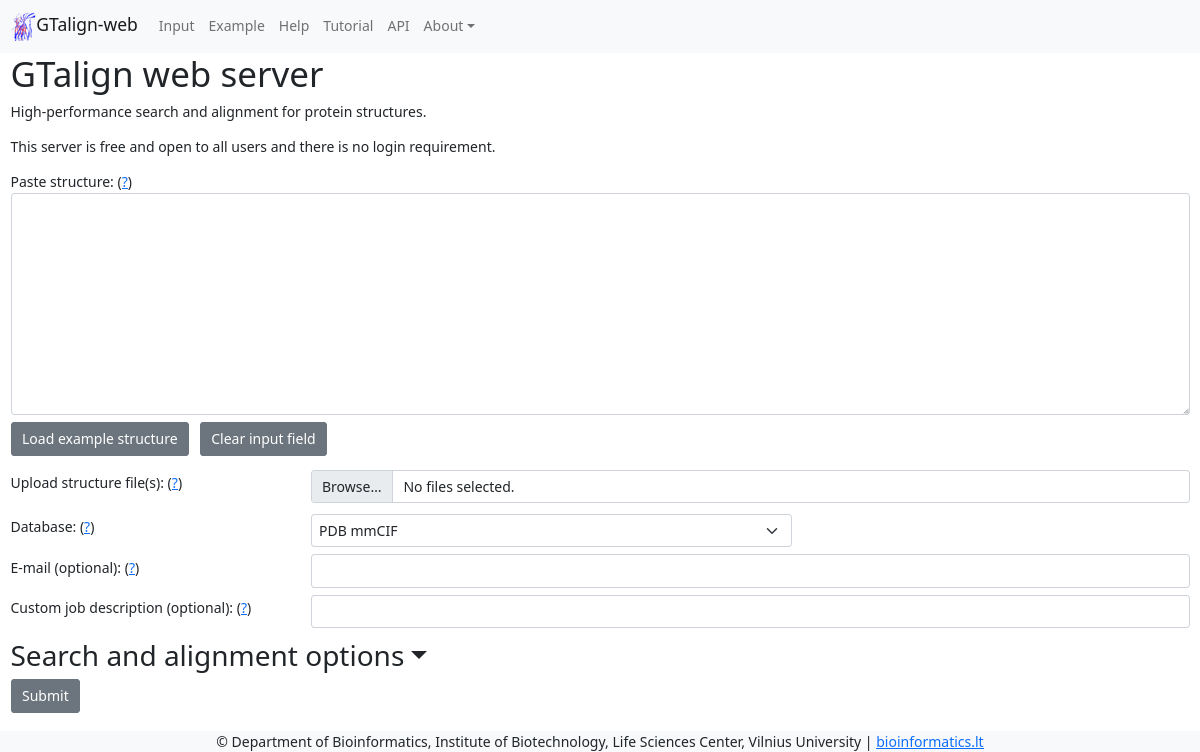 GTalign-web Input Example Help Tutorial API About
GTalign web server
High-performance search and alignment for protein structures.
This server is free and open to all users and there is no login requirement.
Paste structure: (?)
Load example structure Clear input field
Upload structure file(s): (?) Browse... No files selected.
Database: (?) PDB mmCIF
E-mail (optional): (?)
Custom job description (optional): (?)
Search and alignment options
Submit
© Department of Bioinformatics, Institute of Biotechnology, Life Sciences Center, Vilnius University | bioinformatics.lt